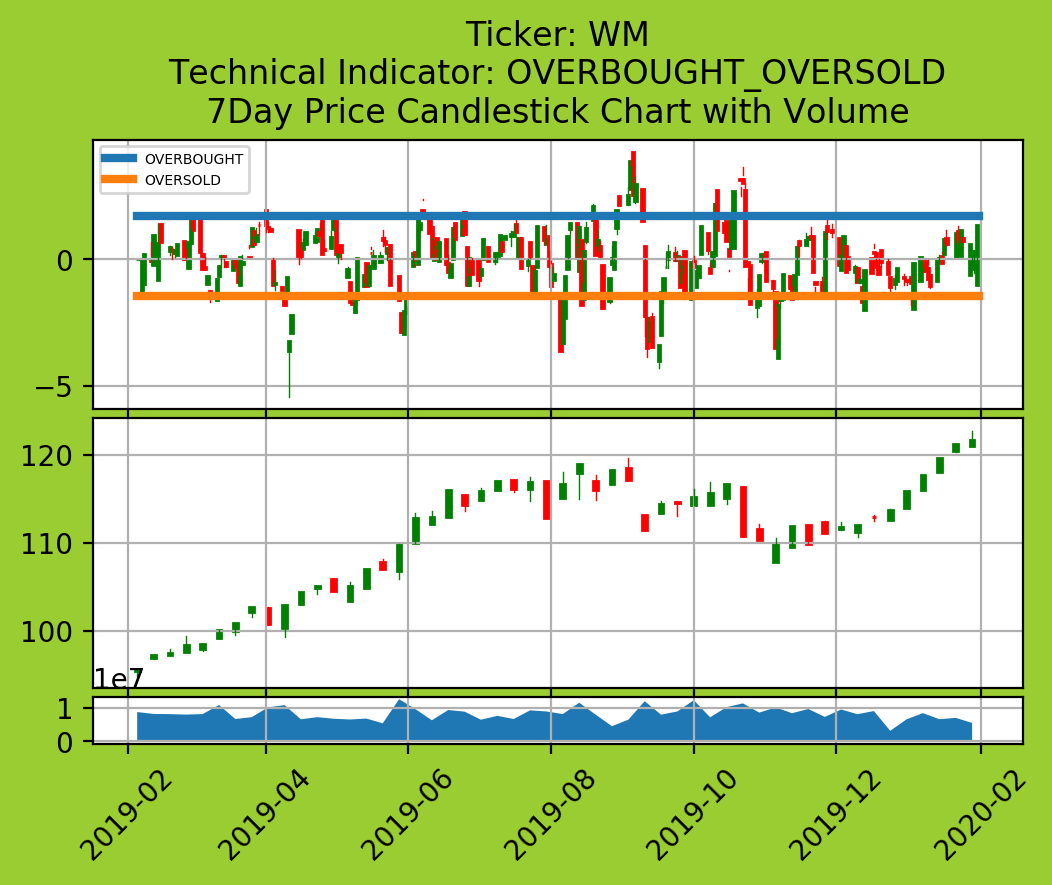 Ticker: WM
Technical Indicator: OVERBOUGHT_OVERSOLD
7Day Price Candlestick Chart with Volume
OVERBOUGHT
OVERSOLD
0
−5
120
110
100
1e7
1
0
2019-02
2019-04
2019-06
2019-08
2019-10
2019-12
2020-02